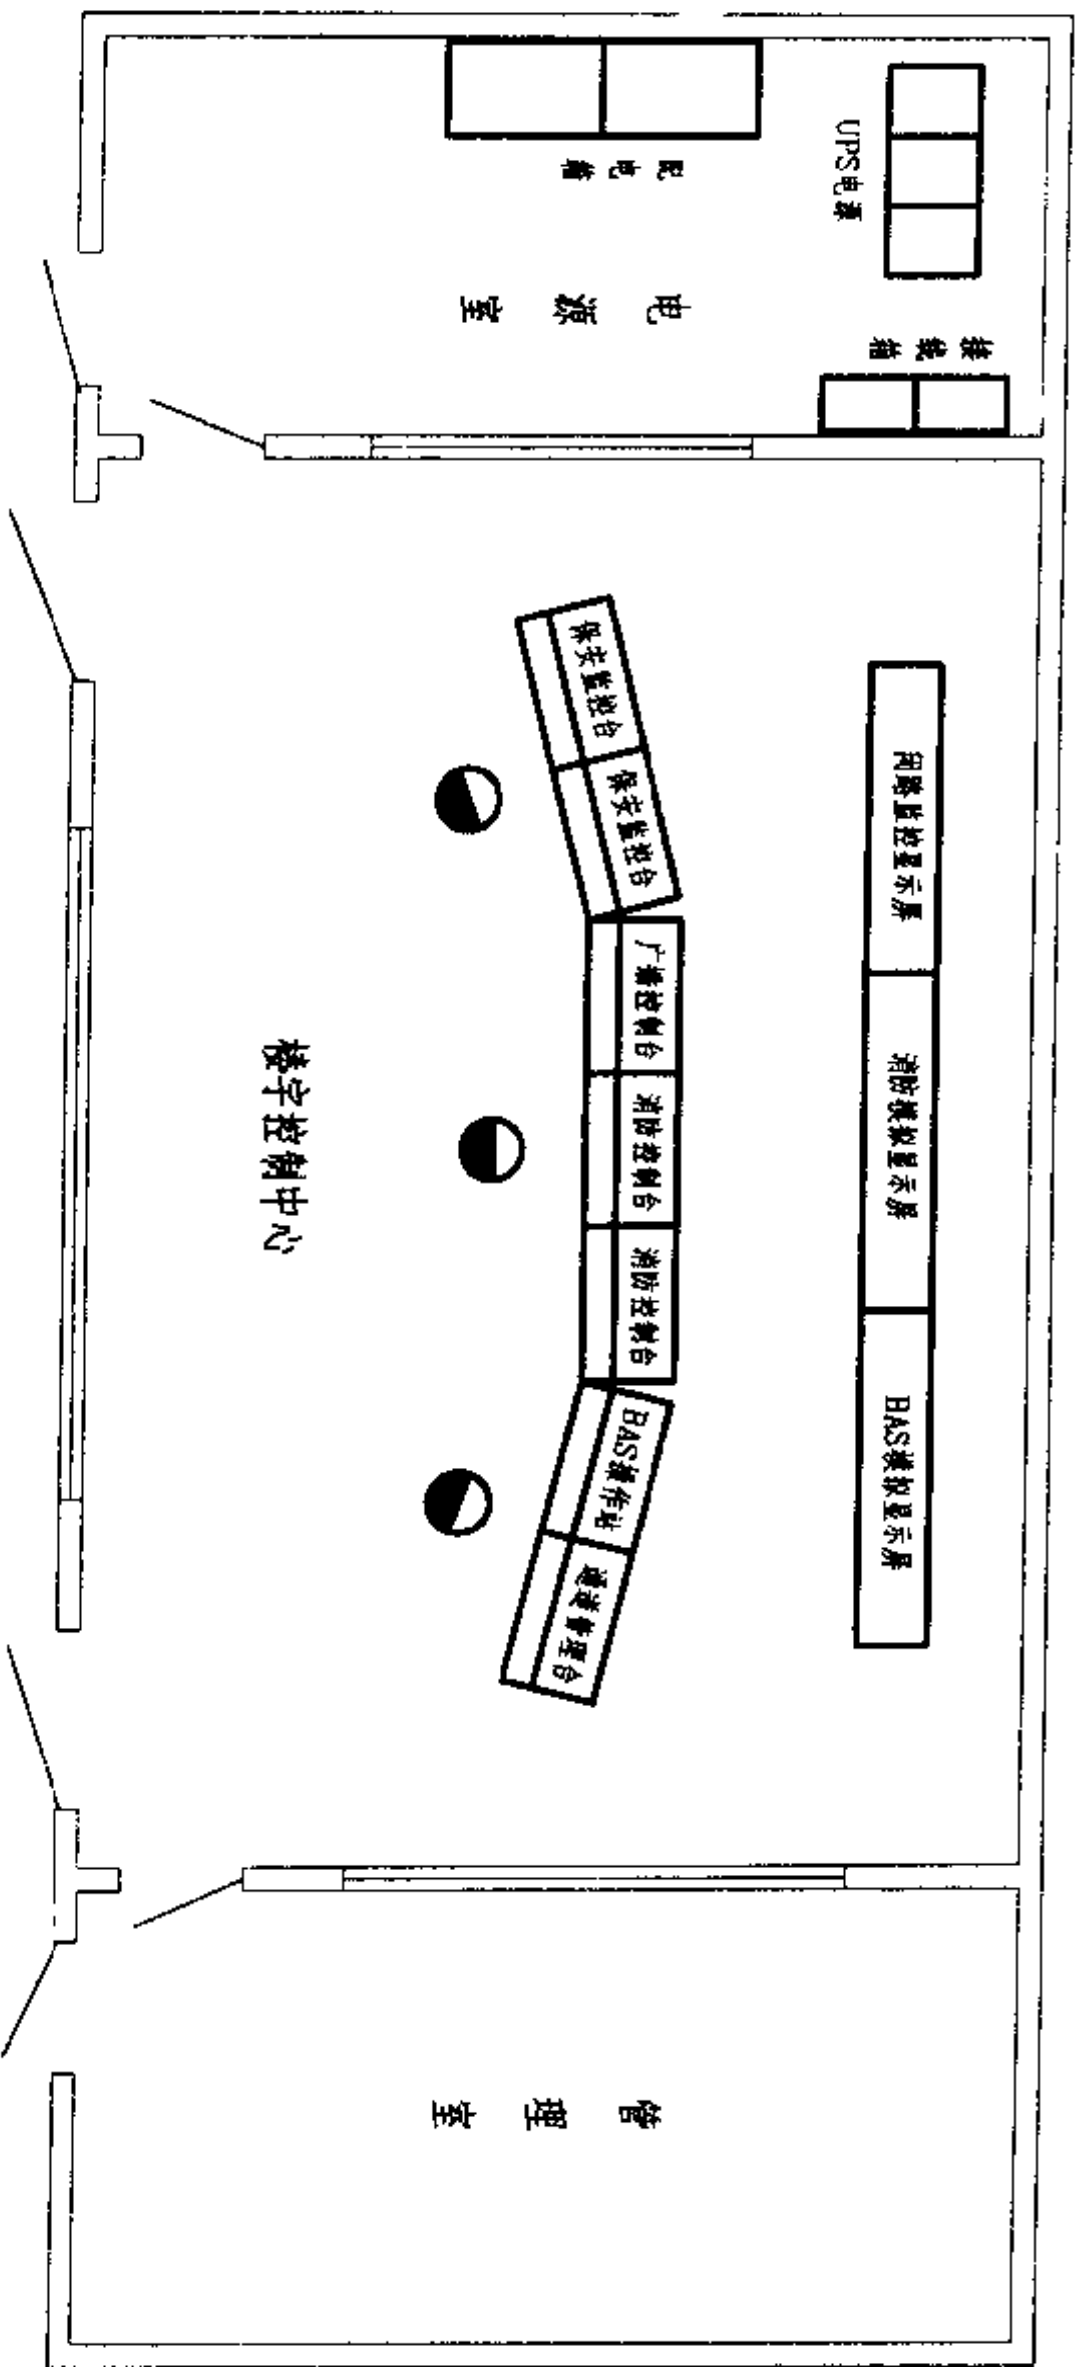 配电箱
UPS电源
电源室
接线箱
保安监控台
保安监控台
广播控制台
消防控制台
消防控制台
BAS操作站
通道管理台
闭路监控显示屏
消防模拟显示屏
BAS模拟显示屏
楼宇控制中心
管理室